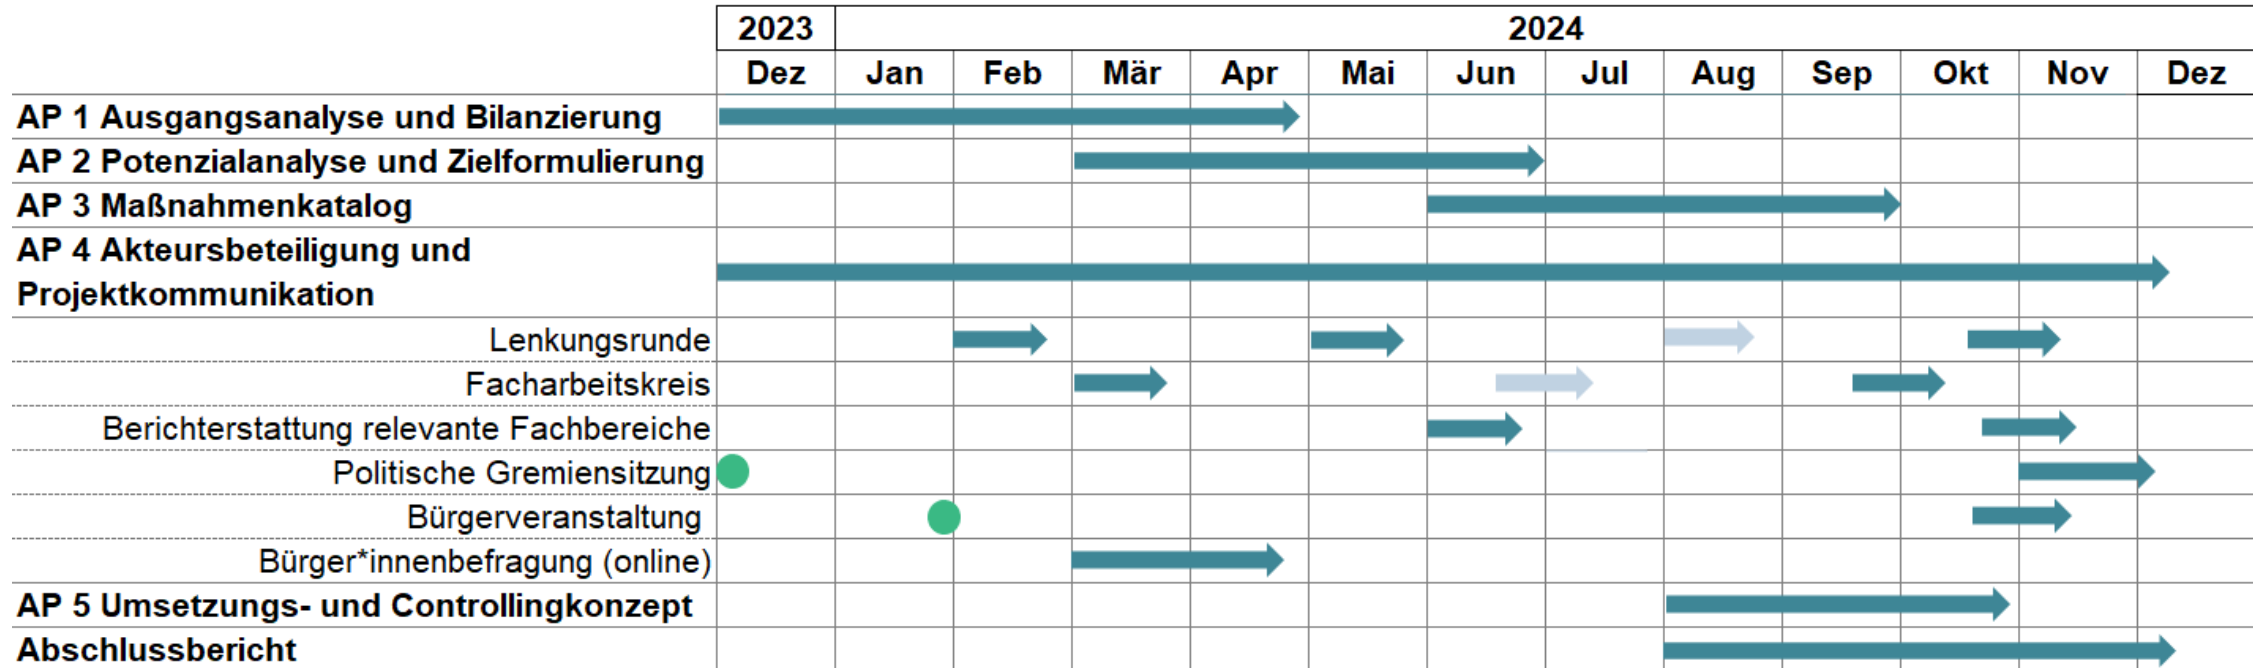 2023 2024
Dez Jan Feb Mär Apr Mai Jun Jul Aug Sep Okt Nov Dez
AP 1 Ausgangsanalyse und Bilanzierung
AP 2 Potenzialanalyse und Zielformulierung
AP 3 Maßnahmenkatalog
AP 4 Akteursbeteiligung und
Projektkommunikation
Lenkungsrunde
Facharbeitskreis
Berichterstattung relevante Fachbereiche
Politische Gremiensitzung
Bürgerveranstaltung
Bürger*innenbefragung (online)
AP 5 Umsetzungs- und Controllingkonzept
Abschlussbericht